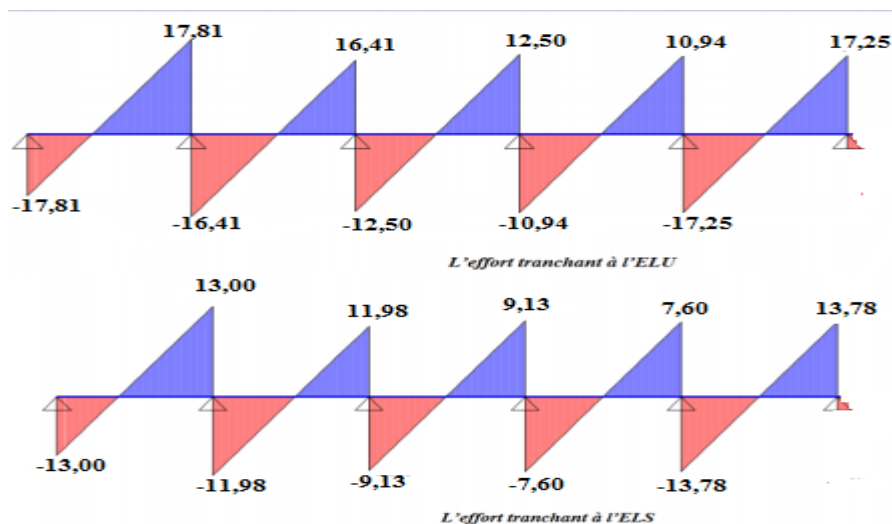 17,81 16,41 12,50 10,94 17,25
-17,81 -16,41 -12,50 -10,94 -17,25
L'effort tranchant à l'ELU
13,00 11,98 9,13 7,60 13,78
-13,00 -11,98 -9,13 -7,60 -13,78
L'effort tranchant à l'ELS